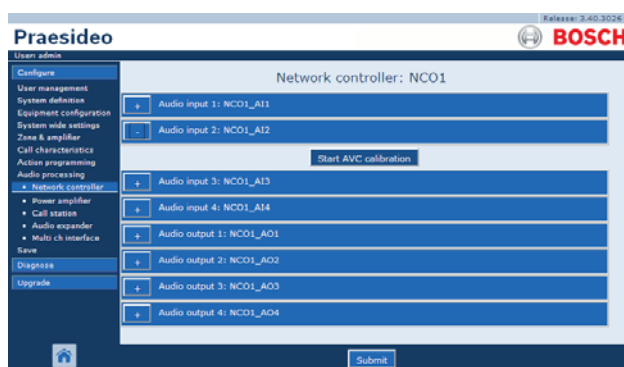 Release: 3.40.3026
Praesideo
BOSCH
User: admin
Configure
User management
System definition
Equipment configuration
System wide settings
Zone & amplifier
Call characteristics
Action programming
Audio processing
• Network controller
• Power amplifier
• Call station
• Audio expander
• Multi ch interface
Save
Diagnose
Upgrade
Network controller: NCO1
+ Audio input 1: NCO1_AI1
- Audio input 2: NCO1_AI2
Start AVC calibration
+ Audio input 3: NCO1_AI3
+ Audio input 4: NCO1_AI4
+ Audio output 1: NCO1_AO1
+ Audio output 2: NCO1_AO2
+ Audio output 3: NCO1_AO3
+ Audio output 4: NCO1_AO4
Submit